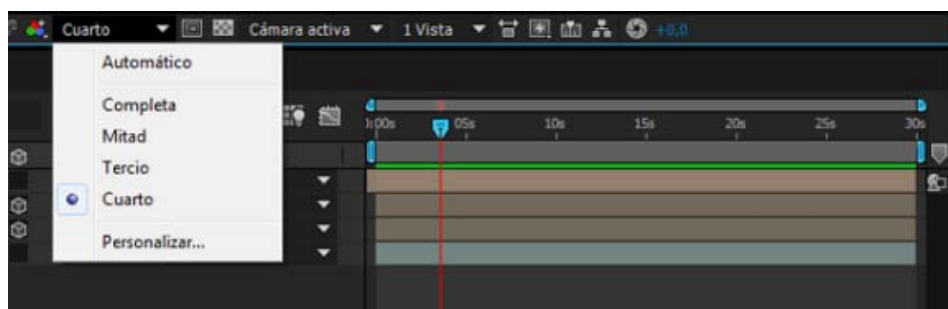 Cuarto Cámara activa 1 Vista +0,0
Automático
Completa
Mitad
Tercio
Cuarto
Personalizar...
):00s 05s 10s 15s 20s 25s 30s